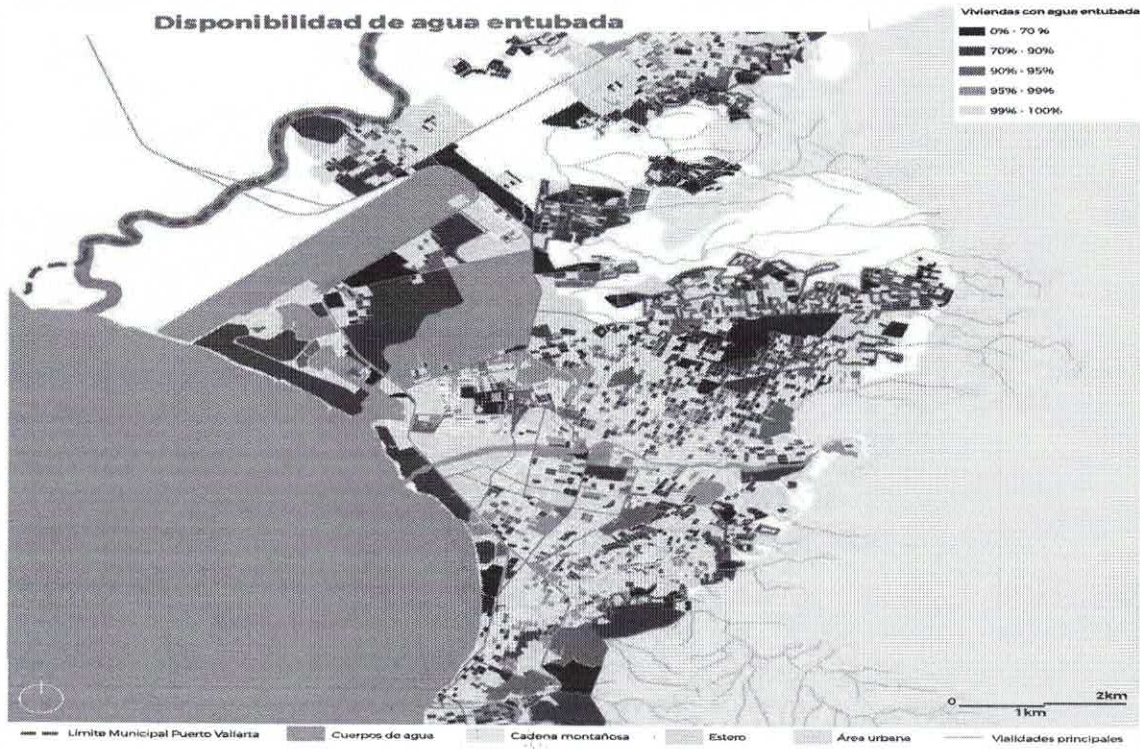 Disponibilidad de agua entubada
Viviendas con agua entubada
0% - 70 %
70% - 90%
90% - 95%
95% - 99%
99% - 100%
0
1km
2km
Límite Municipal Puerto Vallarta
Cuerpos de agua
Cadena montañosa
Estero
Área urbana
Vialidades principales